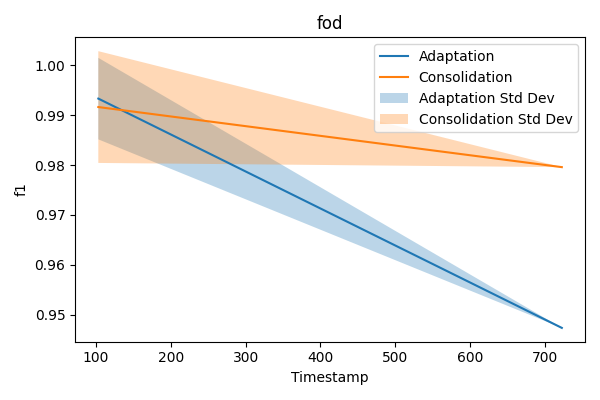 fod
1.00
0.99
0.98
0.97
0.96
0.95
f1
100
200
300
400
500
600
700
Timestamp
Adaptation
Consolidation
Adaptation Std Dev
Consolidation Std Dev